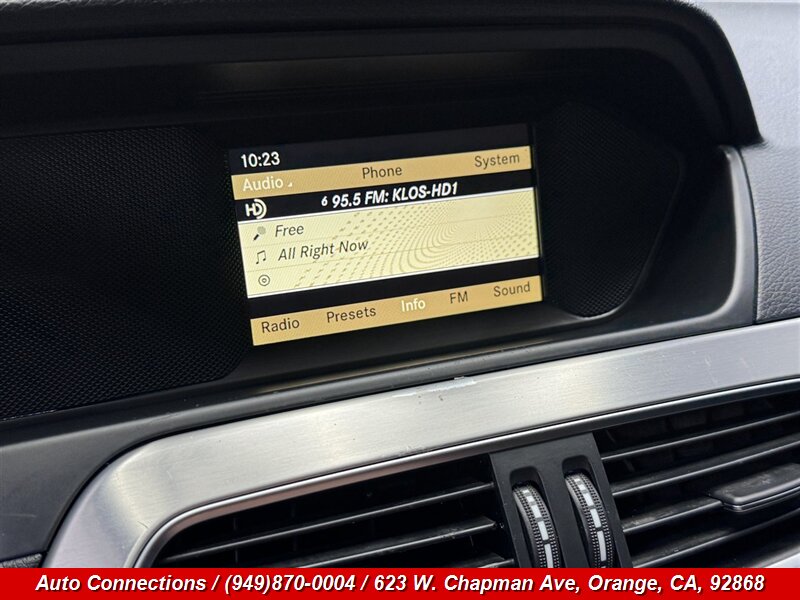 10:23
Audio Phone System
HD 6 95.5 FM: KLOS-HD1
Free
All Right Now
Radio Presets Info FM Sound
Auto Connections / (949)870-0004 / 623 W. Chapman Ave, Orange, CA, 92868